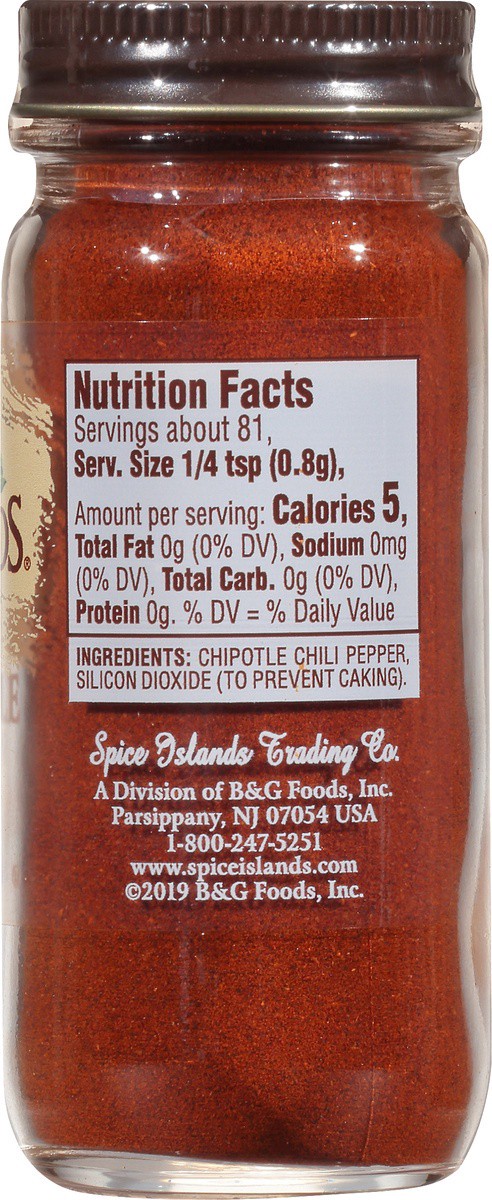 Nutrition Facts
Servings about 81,
Serv. Size 1/4 tsp (0.8g),
Amount per serving: Calories 5,
Total Fat 0g (0% DV), Sodium 0mg
(0% DV), Total Carb. 0g (0% DV),
Protein 0g. % DV = % Daily Value
INGREDIENTS: CHIPOTLE CHILI PEPPER,
SILICON DIOXIDE (TO PREVENT CAKING).
Spice Islands Trading Co.
A Division of B&G Foods, Inc.
Parsippany, NJ 07054 USA
1-800-247-5251
www.spiceislands.com
©2019 B&G Foods, Inc.